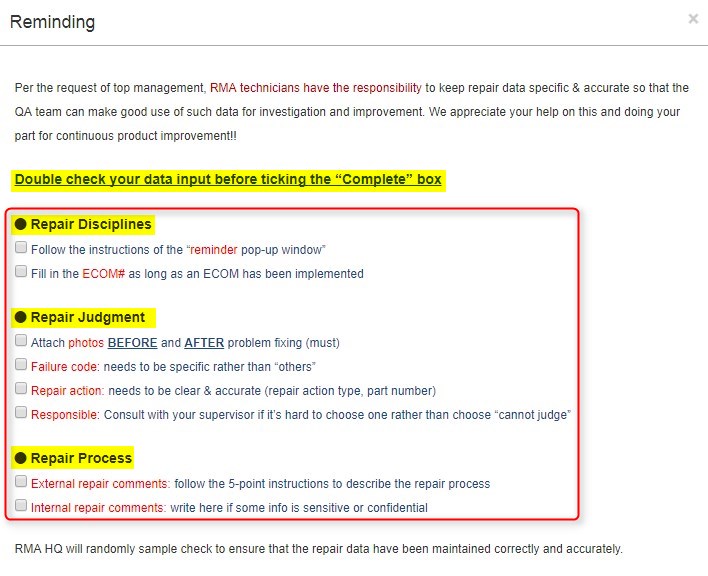 Reminding
×
Per the request of top management, RMA technicians have the responsibility to keep repair data specific & accurate so that the
QA team can make good use of such data for investigation and improvement. We appreciate your help on this and doing your
part for continuous product improvement!!
Double check your data input before ticking the “Complete” box
● Repair Disciplines
Follow the instructions of the “reminder pop-up window”
Fill in the ECOM# as long as an ECOM has been implemented
● Repair Judgment
Attach photos BEFORE and AFTER problem fixing (must)
Failure code: needs to be specific rather than “others”
Repair action: needs to be clear & accurate (repair action type, part number)
Responsible: Consult with your supervisor if it’s hard to choose one rather than choose “cannot judge”
● Repair Process
External repair comments: follow the 5-point instructions to describe the repair process
Internal repair comments: write here if some info is sensitive or confidential
RMA HQ will randomly sample check to ensure that the repair data have been maintained correctly and accurately.